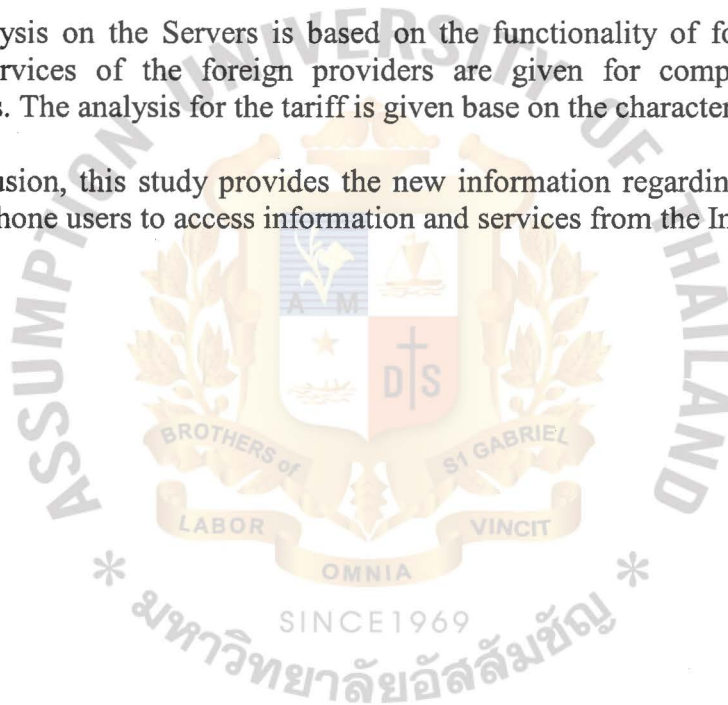 ysis on the Servers is based on the functionality of fo
rvices of the foreign providers are given for comp
s. The analysis for the tariff is given base on the character
usion, this study provides the new information regardin
hone users to access information and services from the In
ASSUMPTION UNIVERSITY OF THAILAND
A M
D S
BROTHERS of ST GABRIEL
LABOR
VINCIT
OMNIA
SINCE1969
* มหาวิทยาลัยอัสสัมชัญ *